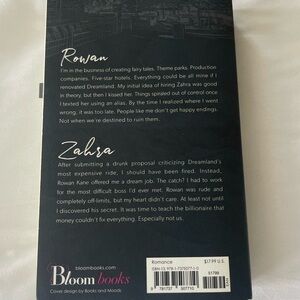 Rowan
I'm in the business of creating fairy tales. Theme parks. Production
companies. Five-star hotels. Everything could be all mine if I
renovated Dreamland. My initial idea of hiring Zahra was good
in theory, but then I kissed her. Things spiraled out of control once
I texted her using an alias. By the time I realized where I went
wrong, it was too late. People like me don't get happy endings.
Not when we're destined to ruin them.
Zahra
After submitting a drunk proposal criticizing Dreamland's
most expensive ride, I should have been fired. Instead,
Rowan Kane offered me a dream job. The catch? I had to work
for the most difficult boss I'd ever met. Rowan was rude and
completely off-limits, but my heart didn't care. At least not until
I discovered his secret. It was time to teach the billionaire that
money couldn't fix everything. Especially not us.
bloombooks.com
Bloom books
Cover design by Books and Moods
Romance
$17.99 U.S.
51799